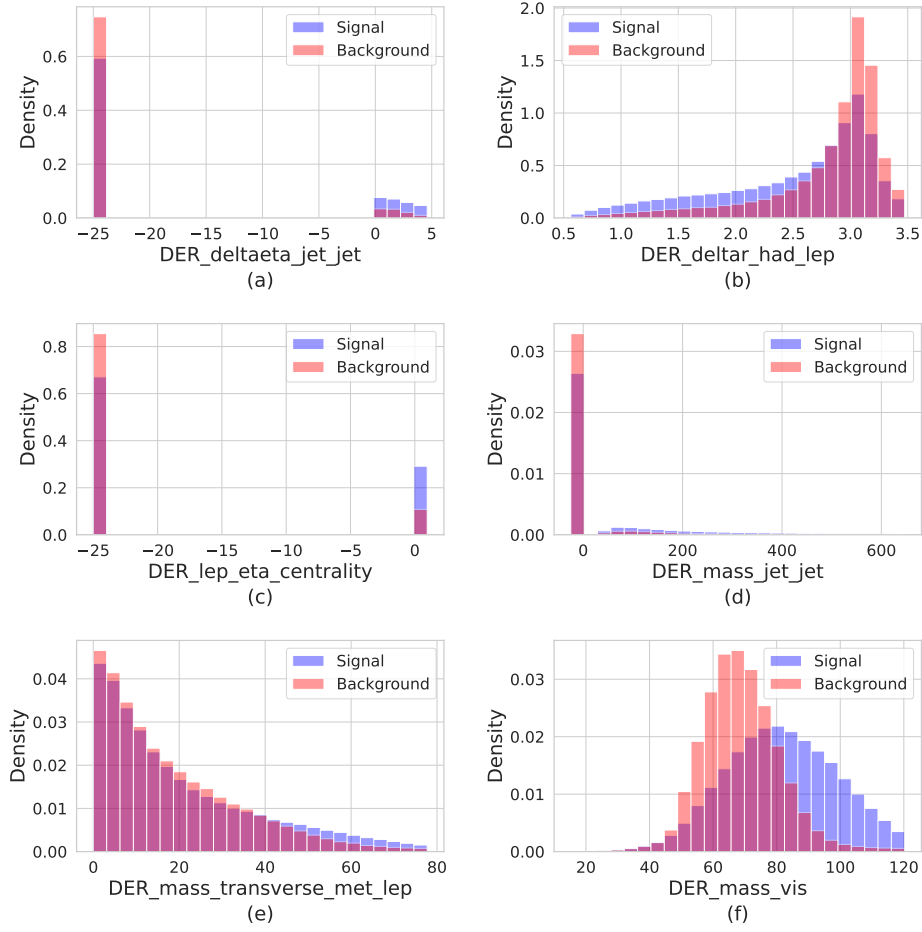 Signal
Background
0.6
0.4
0.2
0.0
Density
−25 −20 −15 −10 −5 0 5
DER_deltaeta_jet_jet
(a)
Signal
Background
2.0
1.5
1.0
0.5
0.0
Density
0.5 1.0 1.5 2.0 2.5 3.0 3.5
DER_deltar_had_lep
(b)
Signal
Background
0.8
0.6
0.4
0.2
0.0
Density
−25 −20 −15 −10 −5 0
DER_lep_eta_centrality
(c)
Signal
Background
0.03
0.02
0.01
0.00
Density
0 200 400 600
DER_mass_jet_jet
(d)
Signal
Background
0.04
0.03
0.02
0.01
0.00
Density
0 20 40 60 80
DER_mass_transverse_met_lep
(e)
Signal
Background
0.03
0.02
0.01
0.00
Density
20 40 60 80 100 120
DER_mass_vis
(f)